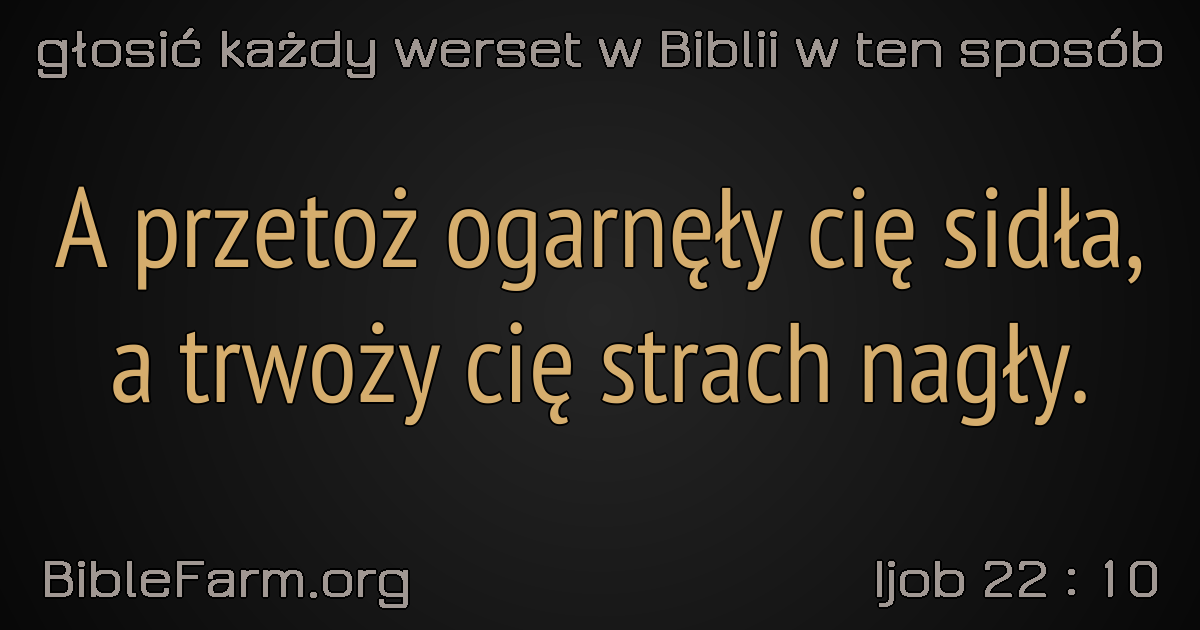 głosić każdy werset w Biblii w ten sposób
A przetoż ogarnęły cię sidła,
a trwoży cię strach nagły.
BibleFarm.org
Ijob 22 : 10